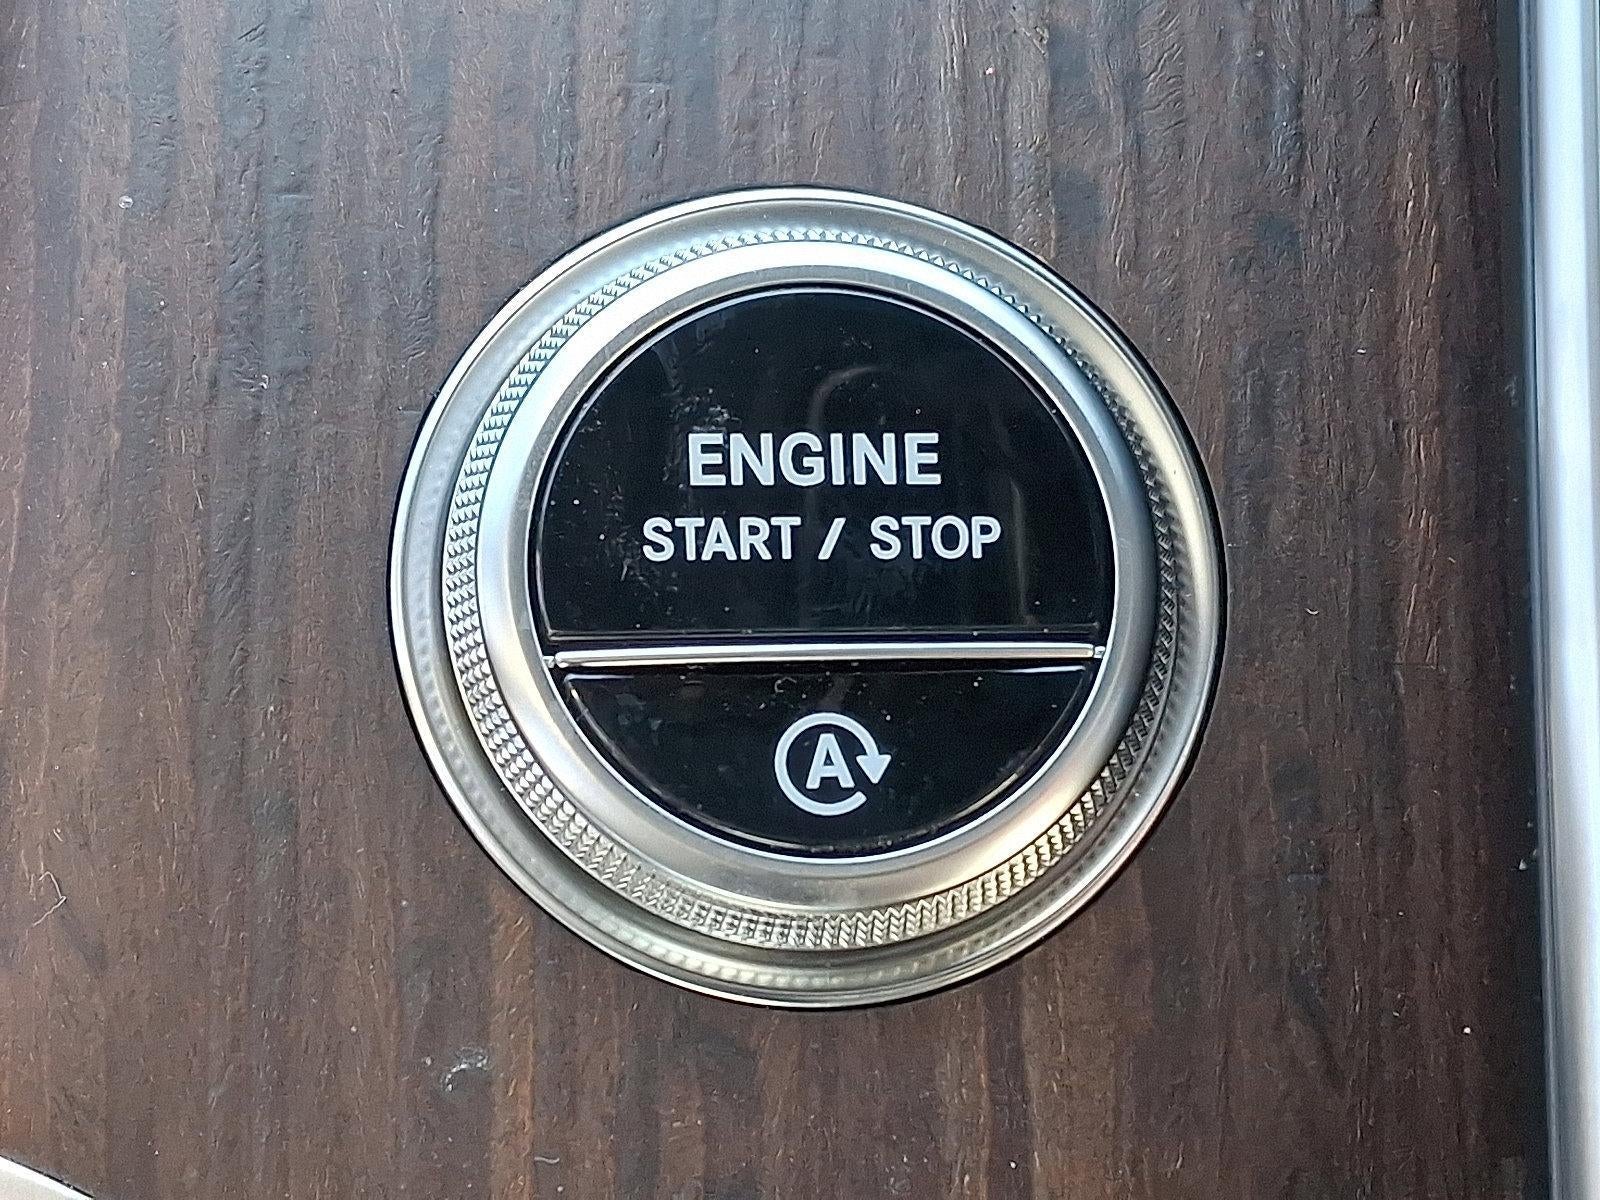 ENGINE
START / STOP
A